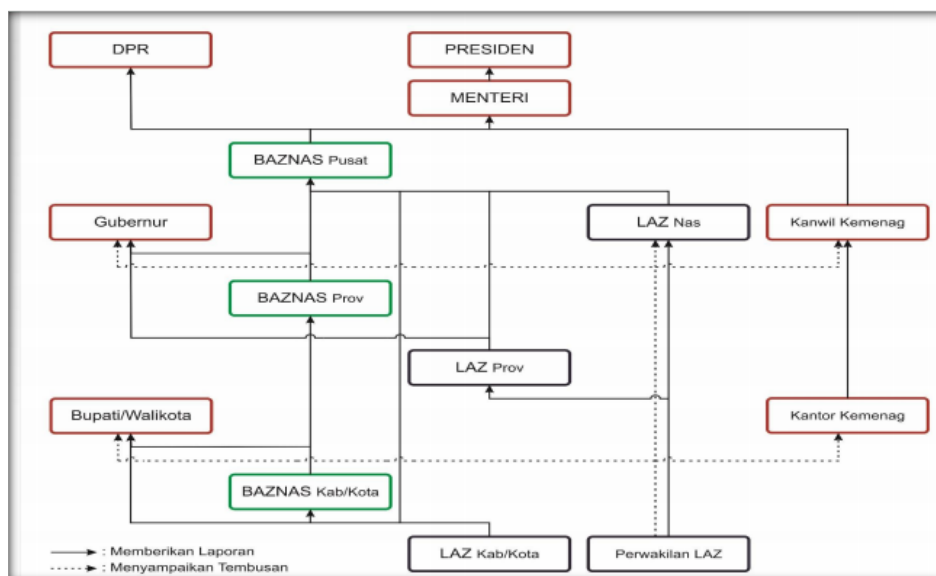 DPR
PRESIDEN
MENTERI
BAZNAS Pusat
Gubernur
LAZ Nas
Kanwil Kemenag
BAZNAS Prov
LAZ Prov
Bupati/Walikota
Kantor Kemenag
BAZNAS Kab/Kota
LAZ Kab/Kota
Perwakilan LAZ
: Memberikan Laporan
: Menyampaikan Tembusan